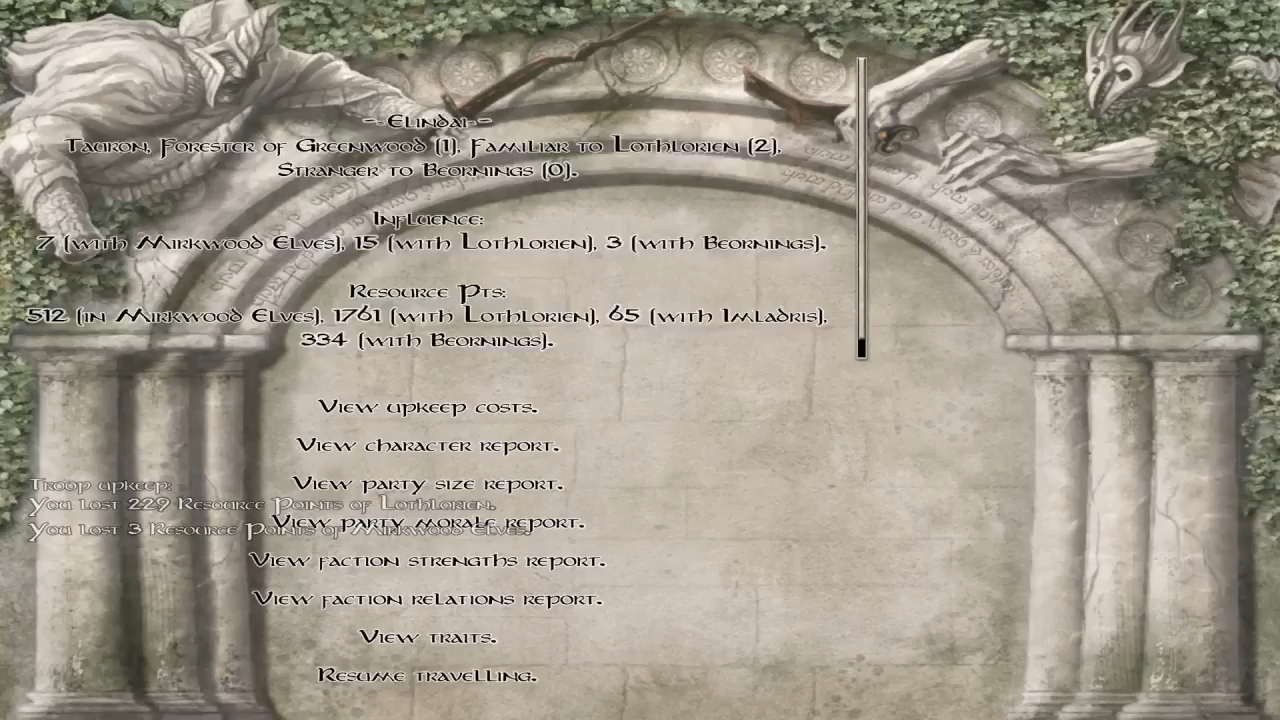 --Elindai--
Tauron, Forester of Greenwood (1), Familiar to Lothlorien (2),
Stranger to Beornings (0).
Influence:
7 (with Mirkwood Elves), 15 (with Lothlorien), 3 (with Beornings).
Resource Pts:
512 (in Mirkwood Elves), 1761 (with Lothlorien), 65 (with Imladris),
334 (with Beornings).
View upkeep costs.
View character report.
View party size report.
Troop upkeep:
You lost 229 Resource Points of Lothlorien.
View party morale report.
You lost 3 Resource Points of Mirkwood Elves.
View faction strengths report.
View faction relations report.
View traits.
Resume travelling.